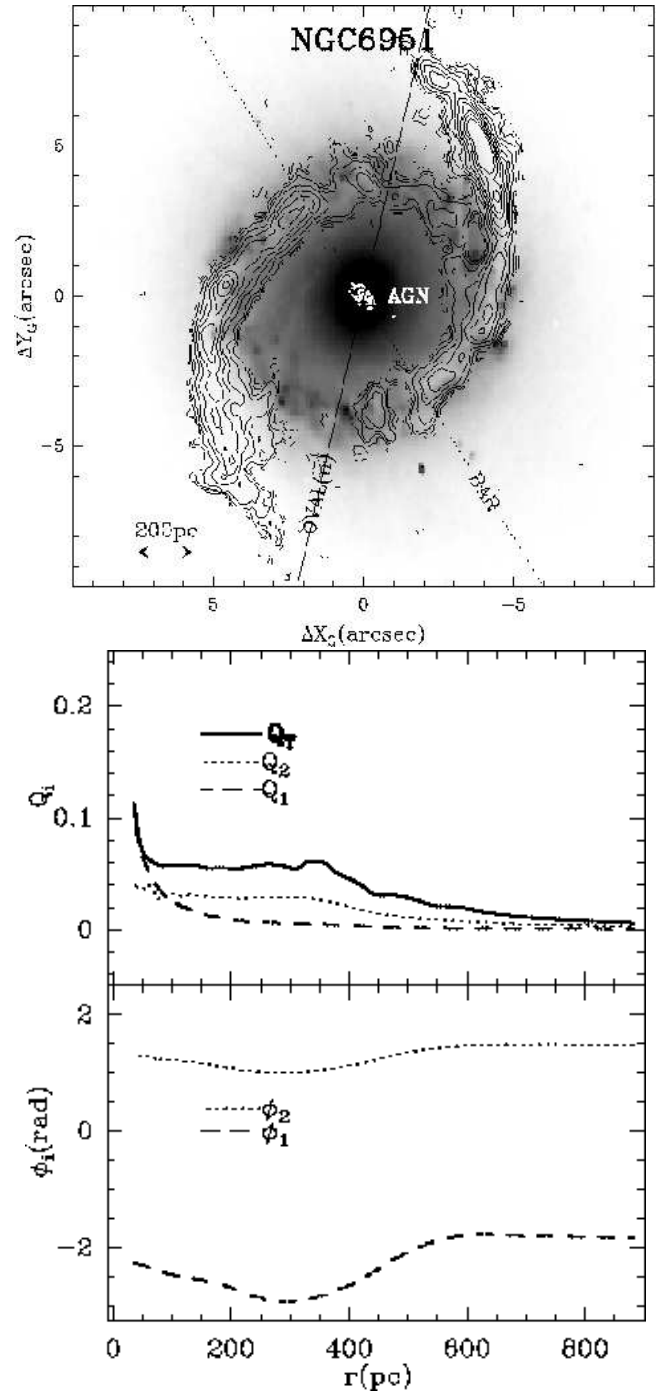 NGC6951
5
0
−5
ΔY_G(arcsec)
AGN
OVAL(n)
BAR
200pc
5
0
−5
ΔX_G(arcsec)
0.2
0.1
0
Q_i
Q_T
Q_2
Q_1
2
0
−2
ϕ_i(rad)
ϕ_2
ϕ_1
0
200
400
600
800
r(pc)